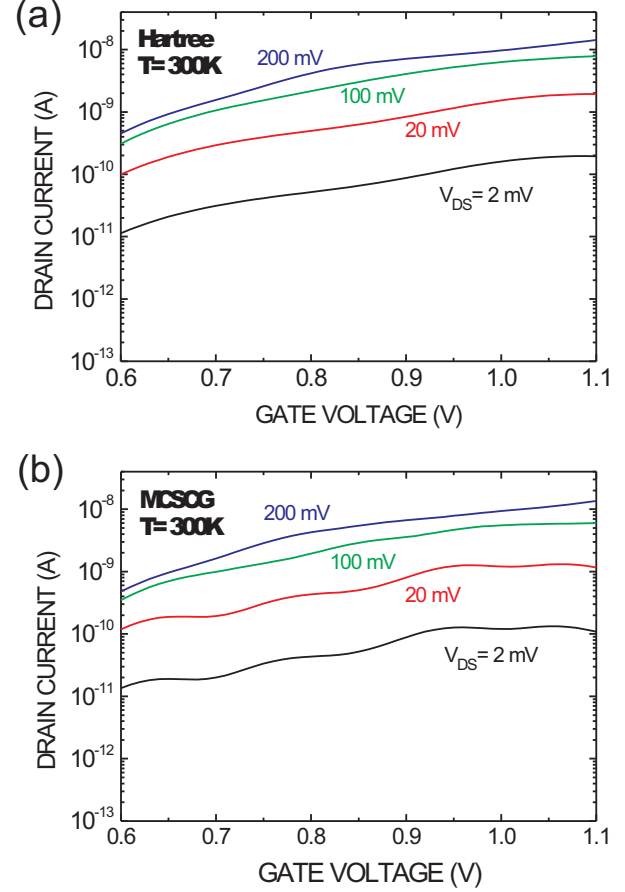 (a)
Hartree
T= 300K
200 mV
100 mV
20 mV
V_DS= 2 mV
DRAIN CURRENT (A)
10^-8
10^-9
10^-10
10^-11
10^-12
10^-13
0.6 0.7 0.8 0.9 1.0 1.1
GATE VOLTAGE (V)
(b)
MCSCG
T= 300K
200 mV
100 mV
20 mV
V_DS= 2 mV
DRAIN CURRENT (A)
10^-8
10^-9
10^-10
10^-11
10^-12
10^-13
0.6 0.7 0.8 0.9 1.0 1.1
GATE VOLTAGE (V)